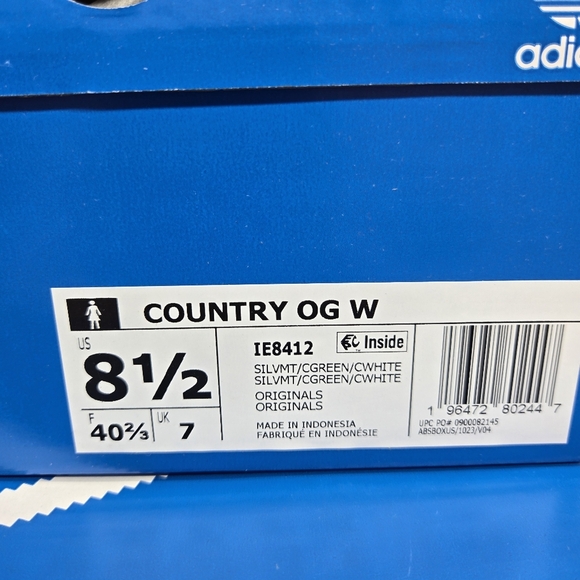 adi
COUNTRY OG W
US
8½
F
40⅔
UK
7
IE8412
Inside
SILVMT/CGREEN/CWHITE
SILVMT/CGREEN/CWHITE
ORIGINALS
ORIGINALS
MADE IN INDONESIA
FABRIQUÉ EN INDONÉSIE
1 96472 80244 7
UPC PO# 0900082145
ABSBOXUS/1023/V04